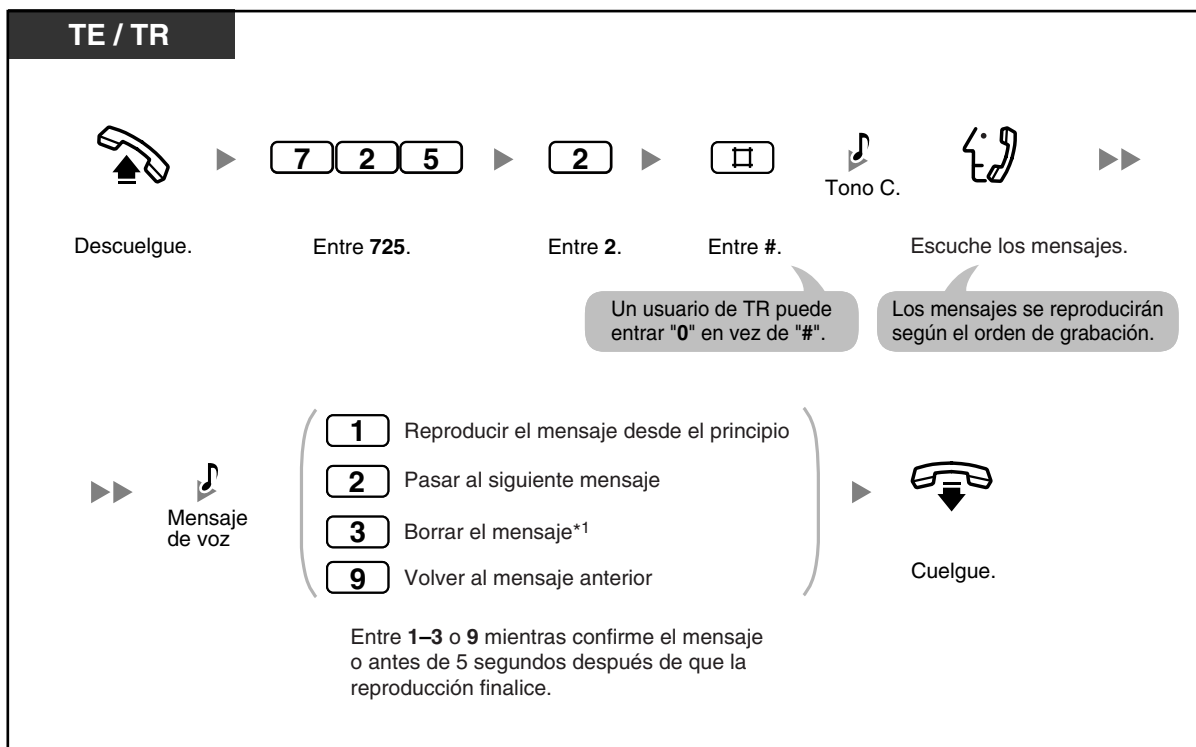 TE / TR
7 2 5
2
#
Tono C.
Descuelgue.
Entre 725.
Entre 2.
Entre #.
Escuche los mensajes.
Un usuario de TR puede
entrar "0" en vez de "#".
Los mensajes se reproducirán
según el orden de grabación.
Mensaje
de voz
1 Reproducir el mensaje desde el principio
2 Pasar al siguiente mensaje
3 Borrar el mensaje*1
9 Volver al mensaje anterior
Cuelgue.
Entre 1–3 o 9 mientras confirme el mensaje
o antes de 5 segundos después de que la
reproducción finalice.